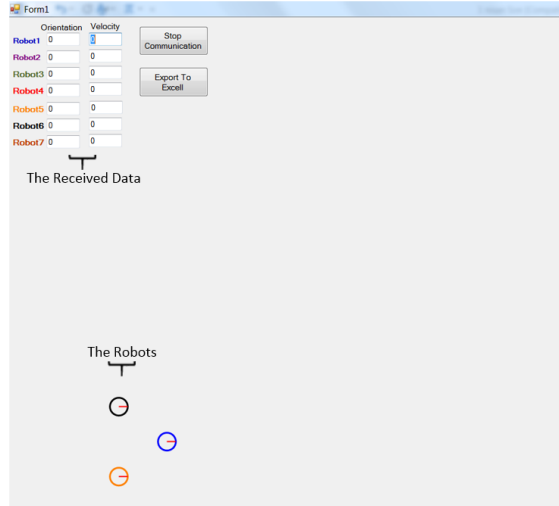 Form1
Orientation Velocity
Robot1 0 0
Stop
Communication
Robot2 0 0
Robot3 0 0
Export To
Excell
Robot4 0 0
Robot5 0 0
Robot6 0 0
Robot7 0 0
The Received Data
The Robots